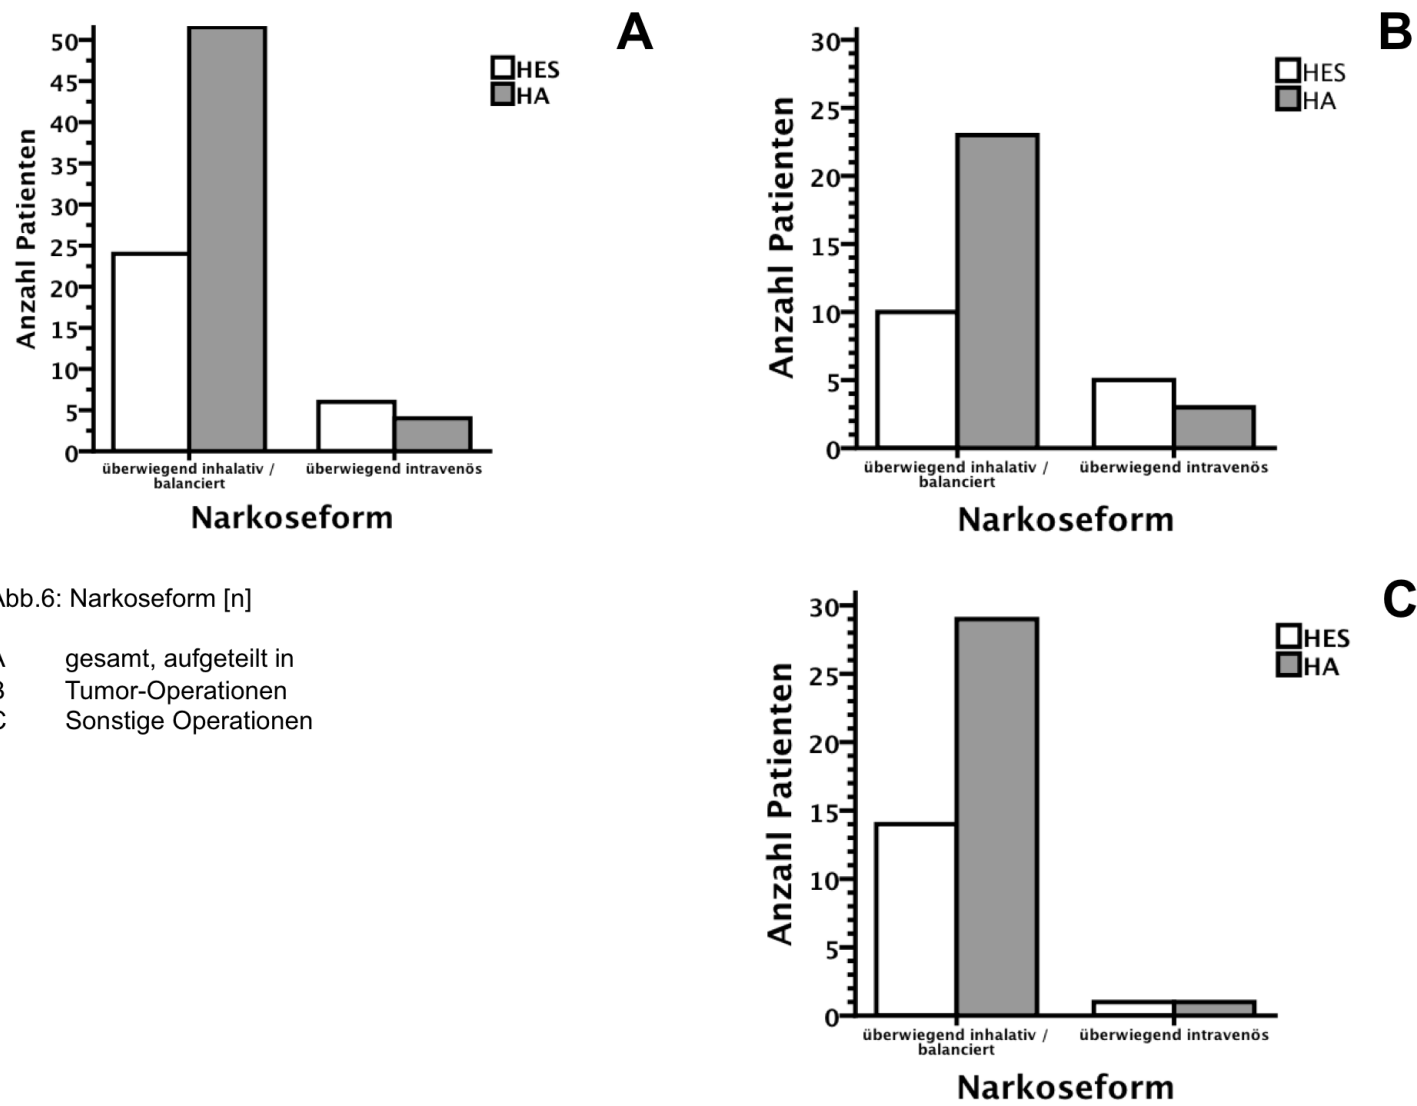 A
50
45
40
35
30
25
20
15
10
5
0
Anzahl Patienten
HES
HA
überwiegend inhalativ /
balanciert
überwiegend intravenös
Narkoseform
B
30
25
20
15
10
5
0
Anzahl Patienten
HES
HA
überwiegend inhalativ /
balanciert
überwiegend intravenös
Narkoseform
Abb.6: Narkoseform [n]
A gesamt, aufgeteilt in
B Tumor-Operationen
C Sonstige Operationen
C
30
25
20
15
10
5
0
Anzahl Patienten
HES
HA
überwiegend inhalativ /
balanciert
überwiegend intravenös
Narkoseform